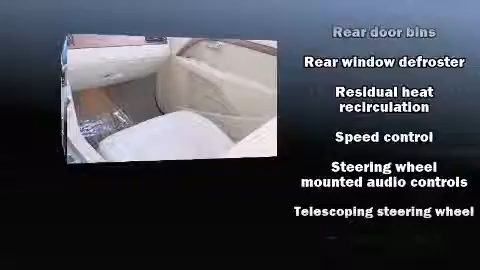 Rear door bins
Rear window defroster
Residual heat
recirculation
Speed control
Steering wheel
mounted audio controls
Telescoping steering wheel